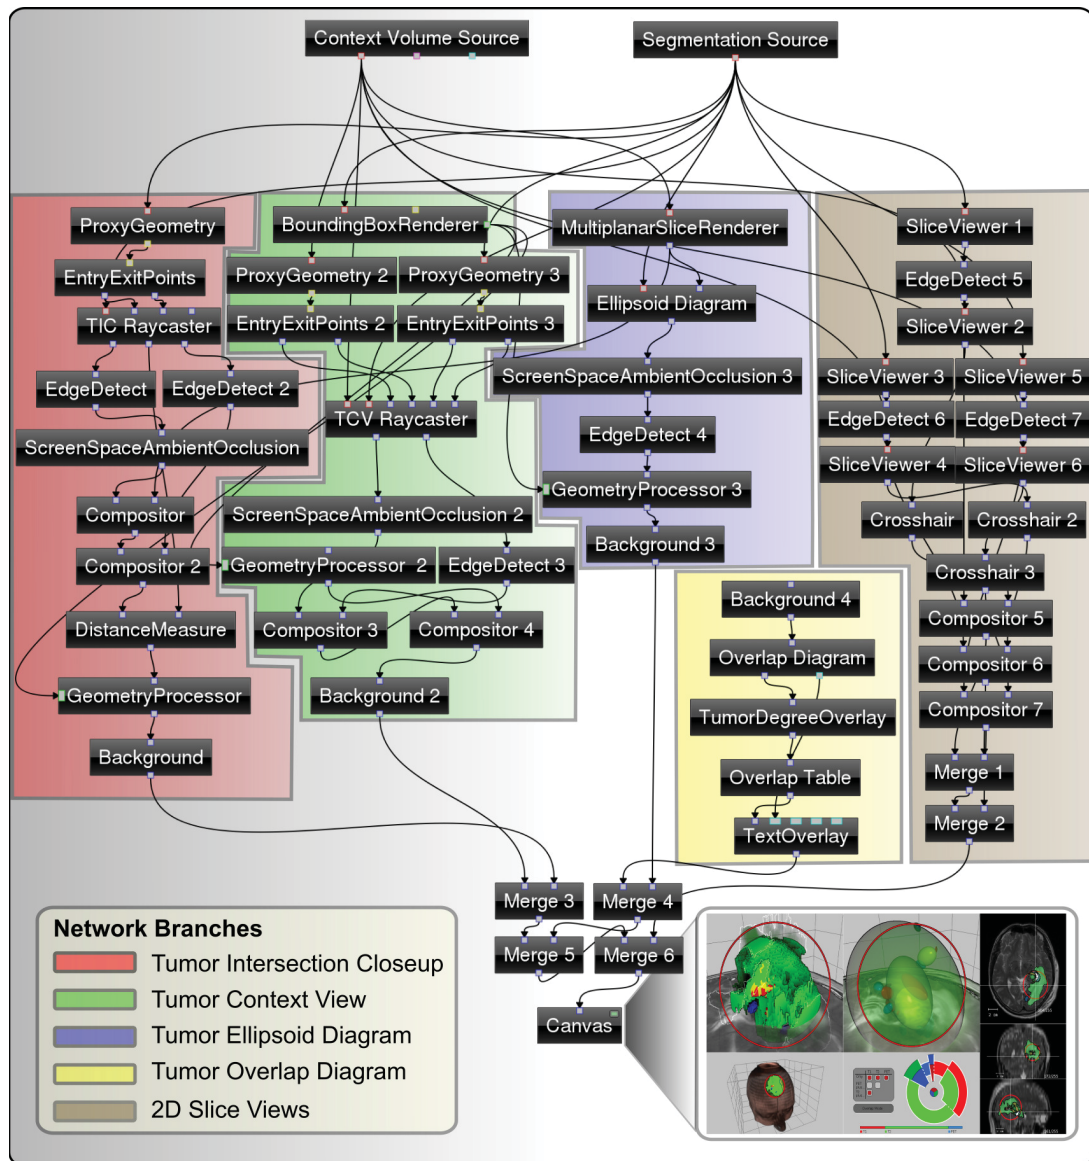 Context Volume Source
Segmentation Source
ProxyGeometry
EntryExitPoints
TIC Raycaster
EdgeDetect
EdgeDetect 2
ScreenSpaceAmbientOcclusion
Compositor
Compositor 2
DistanceMeasure
GeometryProcessor
Background
BoundingBoxRenderer
ProxyGeometry 2
ProxyGeometry 3
EntryExitPoints 2
EntryExitPoints 3
TCV Raycaster
ScreenSpaceAmbientOcclusion 2
GeometryProcessor 2
EdgeDetect 3
Compositor 3
Compositor 4
Background 2
MultiplanarSliceRenderer
Ellipsoid Diagram
ScreenSpaceAmbientOcclusion 3
EdgeDetect 4
GeometryProcessor 3
Background 3
Background 4
Overlap Diagram
TumorDegreeOverlay
Overlap Table
TextOverlay
SliceViewer 1
EdgeDetect 5
SliceViewer 2
SliceViewer 3
SliceViewer 5
EdgeDetect 6
EdgeDetect 7
SliceViewer 4
SliceViewer 6
Crosshair
Crosshair 2
Crosshair 3
Compositor 5
Compositor 6
Compositor 7
Merge 1
Merge 2
Merge 3
Merge 4
Merge 5
Merge 6
Canvas
Network Branches
Tumor Intersection Closeup
Tumor Context View
Tumor Ellipsoid Diagram
Tumor Overlap Diagram
2D Slice Views